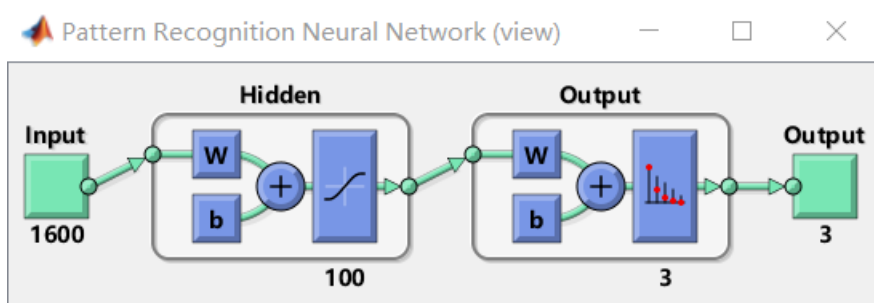 Pattern Recognition Neural Network (view)
Hidden
Output
Input
Output
W
W
+
+
b
b
1600
3
100
3